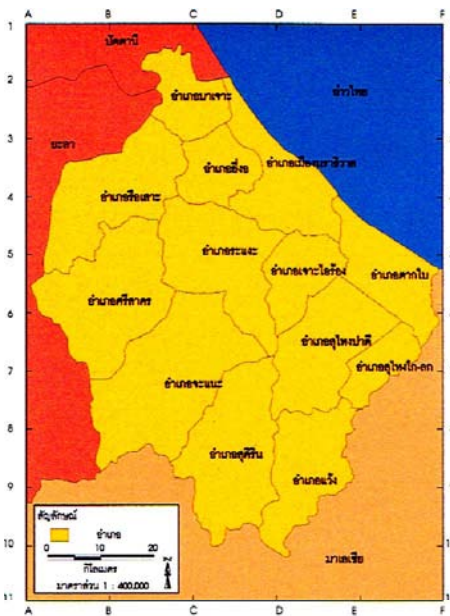 A B C D E F
1
ปัตตานี
2
อำเภอบาเจาะ
อ่าวไทย
3
ยะลา
อำเภอยี่งอ
อำเภอเมืองนราธิวาส
4
อำเภอรือเสาะ
5
อำเภอระแงะ
อำเภอเจาะไอร้อง
อำเภอตากใบ
6
อำเภอศรีสาคร
อำเภอสุไหงปาดี
อำเภอสุไหงโก-ลก
7
อำเภอจะแนะ
8
อำเภอสุคิริน
อำเภอแว้ง
9
สัญลักษณ์
อำเภอ
10
0 10 20
กิโลเมตร
มาตราส่วน 1 : 400,000
N
มาเลเซีย
11
A B C D E F